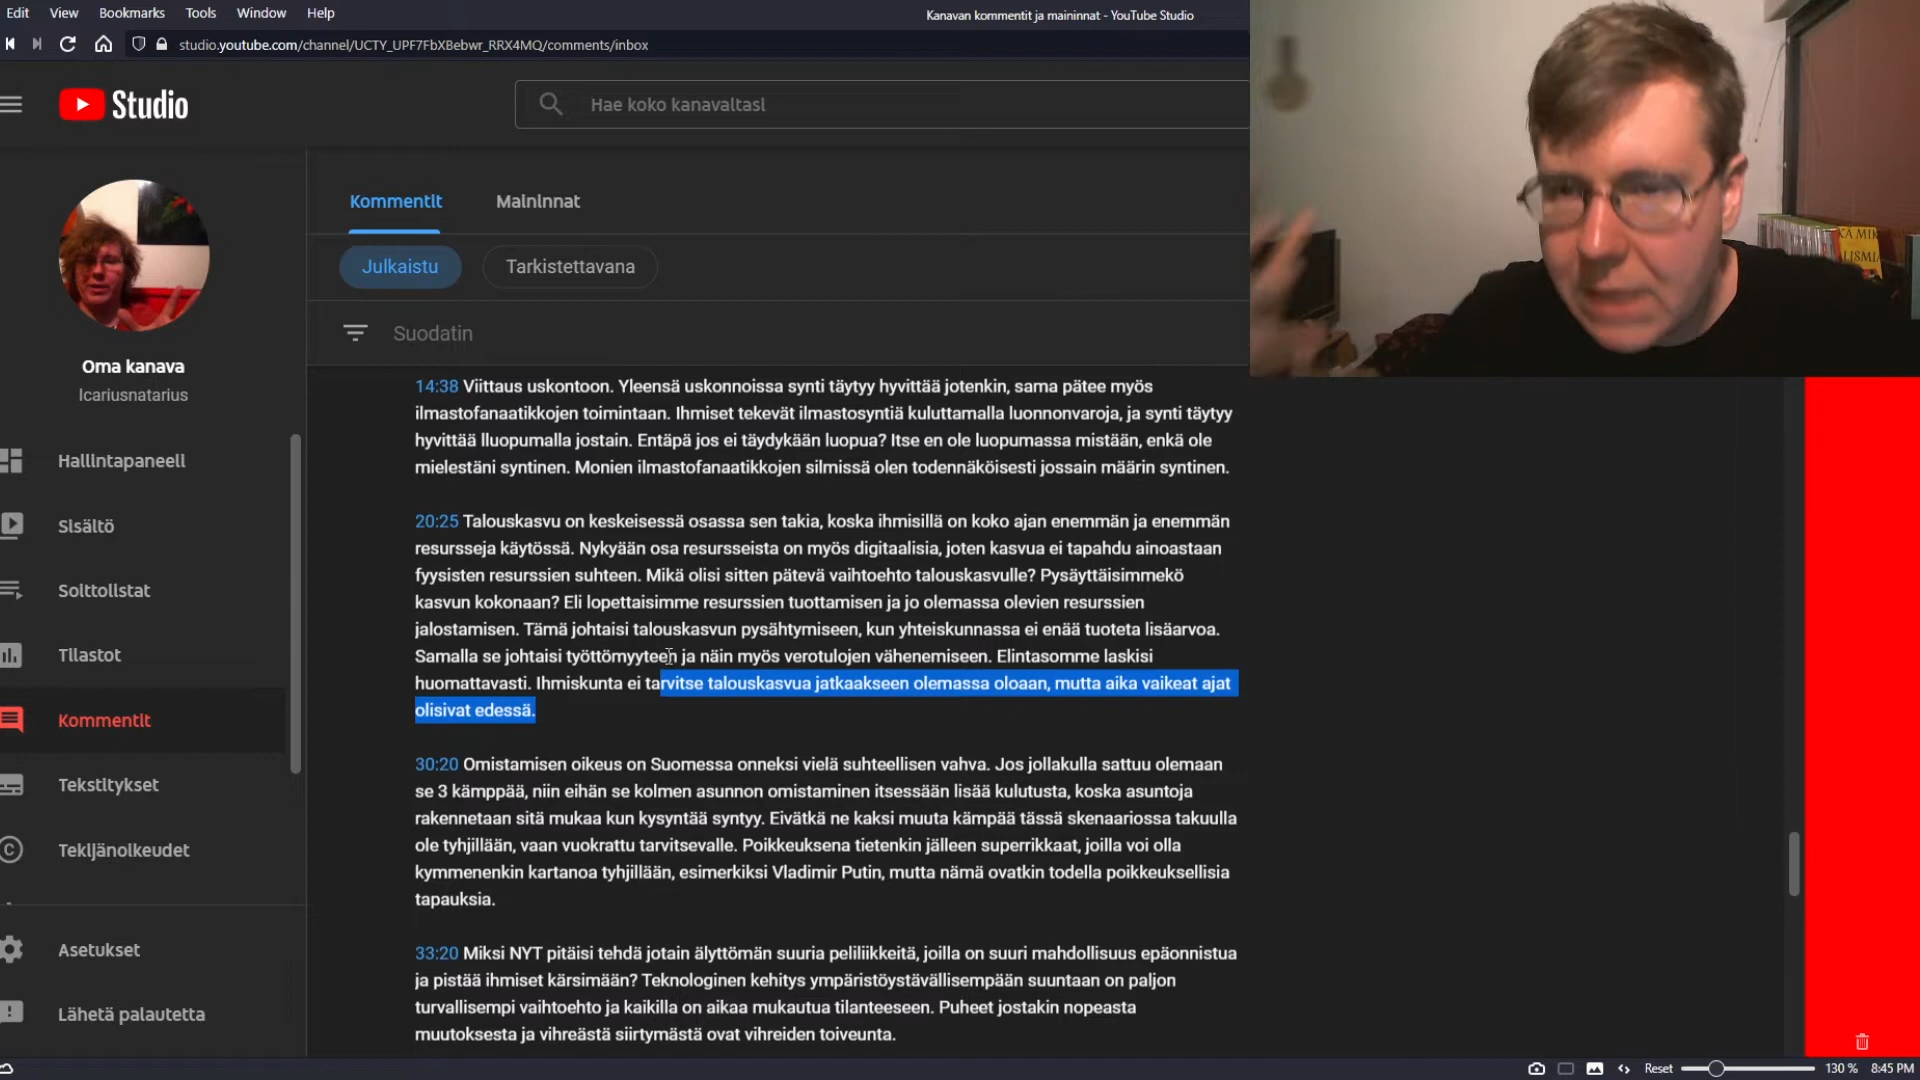 Edit View Bookmarks Tools Window Help
Kanavan kommentit ja maininnat - YouTube Studio
studio.youtube.com/channel/UCTY_UPF7FbXBebwr_RRX4MQ/comments/inbox
Studio
Hae koko kanavaltasi
Oma kanava
Icariusnatarius
Hallintapaneeli
Sisältö
Soittolistat
Tilastot
Kommentit
Tekstitykset
Tekijänoikeudet
Asetukset
Lähetä palautetta
Kommentit Maininnat
Julkaistu Tarkistettavana
Suodatin
14:38 Viittaus uskontoon. Yleensä uskonnoissa synti täytyy hyvittää jotenkin, sama pätee myös
ilmastofanaatikkojen toimintaan. Ihmiset tekevät ilmastosyntiä kuluttamalla luonnonvaroja, ja synti täytyy
hyvittää lluopumalla jostain. Entäpä jos ei täydykään luopua? Itse en ole luopumassa mistään, enkä ole
mielestäni syntinen. Monien ilmastofanaatikkojen silmissä olen todennäköisesti jossain määrin syntinen.
20:25 Talouskasvu on keskeisessä osassa sen takia, koska ihmisillä on koko ajan enemmän ja enemmän
resursseja käytössä. Nykyään osa resursseista on myös digitaalisia, joten kasvua ei tapahdu ainoastaan
fyysisten resurssien suhteen. Mikä olisi sitten pätevä vaihtoehto talouskasvulle? Pysäyttäisimmekö
kasvun kokonaan? Eli lopettaisimme resurssien tuottamisen ja jo olemassa olevien resurssien
jalostamisen. Tämä johtaisi talouskasvun pysähtymiseen, kun yhteiskunnassa ei enää tuoteta lisäarvoa.
Samalla se johtaisi työttömyyteen ja näin myös verotulojen vähenemiseen. Elintasomme laskisi
huomattavasti. Ihmiskunta ei tarvitse talouskasvua jatkaakseen olemassa oloaan, mutta aika vaikeat ajat
olisivat edessä.
30:20 Omistamisen oikeus on Suomessa onneksi vielä suhteellisen vahva. Jos jollakulla sattuu olemaan
se 3 kämppää, niin eihän se kolmen asunnon omistaminen itsessään lisää kulutusta, koska asuntoja
rakennetaan sitä mukaa kun kysyntää syntyy. Eivätkä ne kaksi muuta kämpää tässä skenaariossa takuulla
ole tyhjillään, vaan vuokrattu tarvitsevalle. Poikkeuksena tietenkin jälleen superrikkaat, joilla voi olla
kymmenenkin kartanoa tyhjillään, esimerkiksi Vladimir Putin, mutta nämä ovatkin todella poikkeuksellisia
tapauksia.
33:20 Miksi NYT pitäisi tehdä jotain älyttömän suuria peliliikkeitä, joilla on suuri mahdollisuus epäonnistua
ja pistää ihmiset kärsimään? Teknologinen kehitys ympäristöystävällisempään suuntaan on paljon
turvallisempi vaihtoehto ja kaikilla on aikaa mukautua tilanteeseen. Puheet jostakin nopeasta
muutoksesta ja vihreästä siirtymästä ovat vihreiden toiveunta.
Reset 130 % 8:45 PM